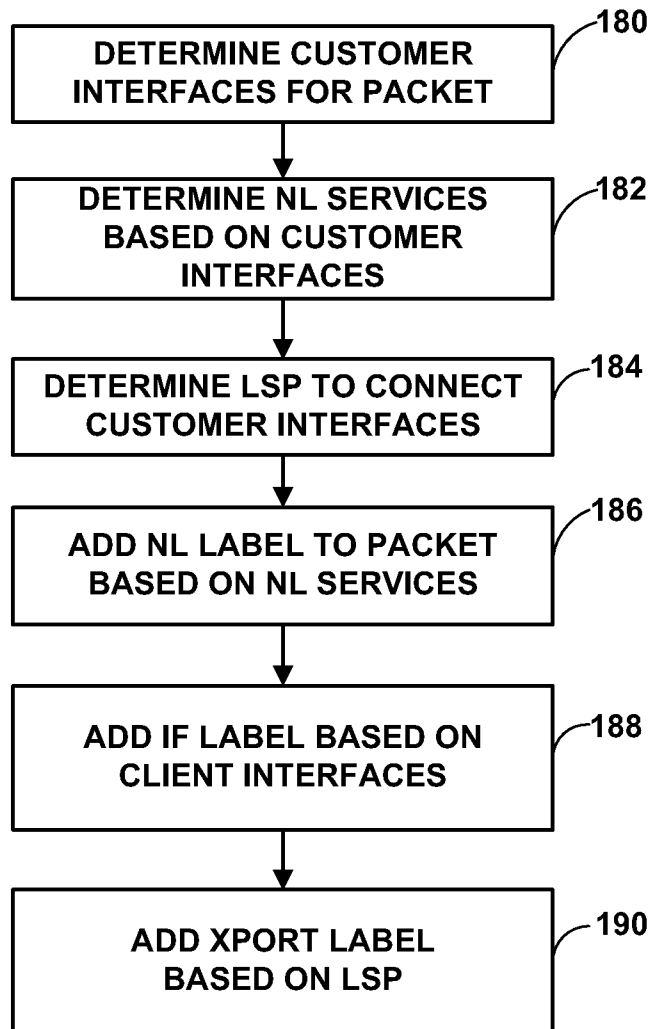 180
DETERMINE CUSTOMER
INTERFACES FOR PACKET
182
DETERMINE NL SERVICES
BASED ON CUSTOMER
INTERFACES
184
DETERMINE LSP TO CONNECT
CUSTOMER INTERFACES
186
ADD NL LABEL TO PACKET
BASED ON NL SERVICES
188
ADD IF LABEL BASED ON
CLIENT INTERFACES
190
ADD XPORT LABEL
BASED ON LSP